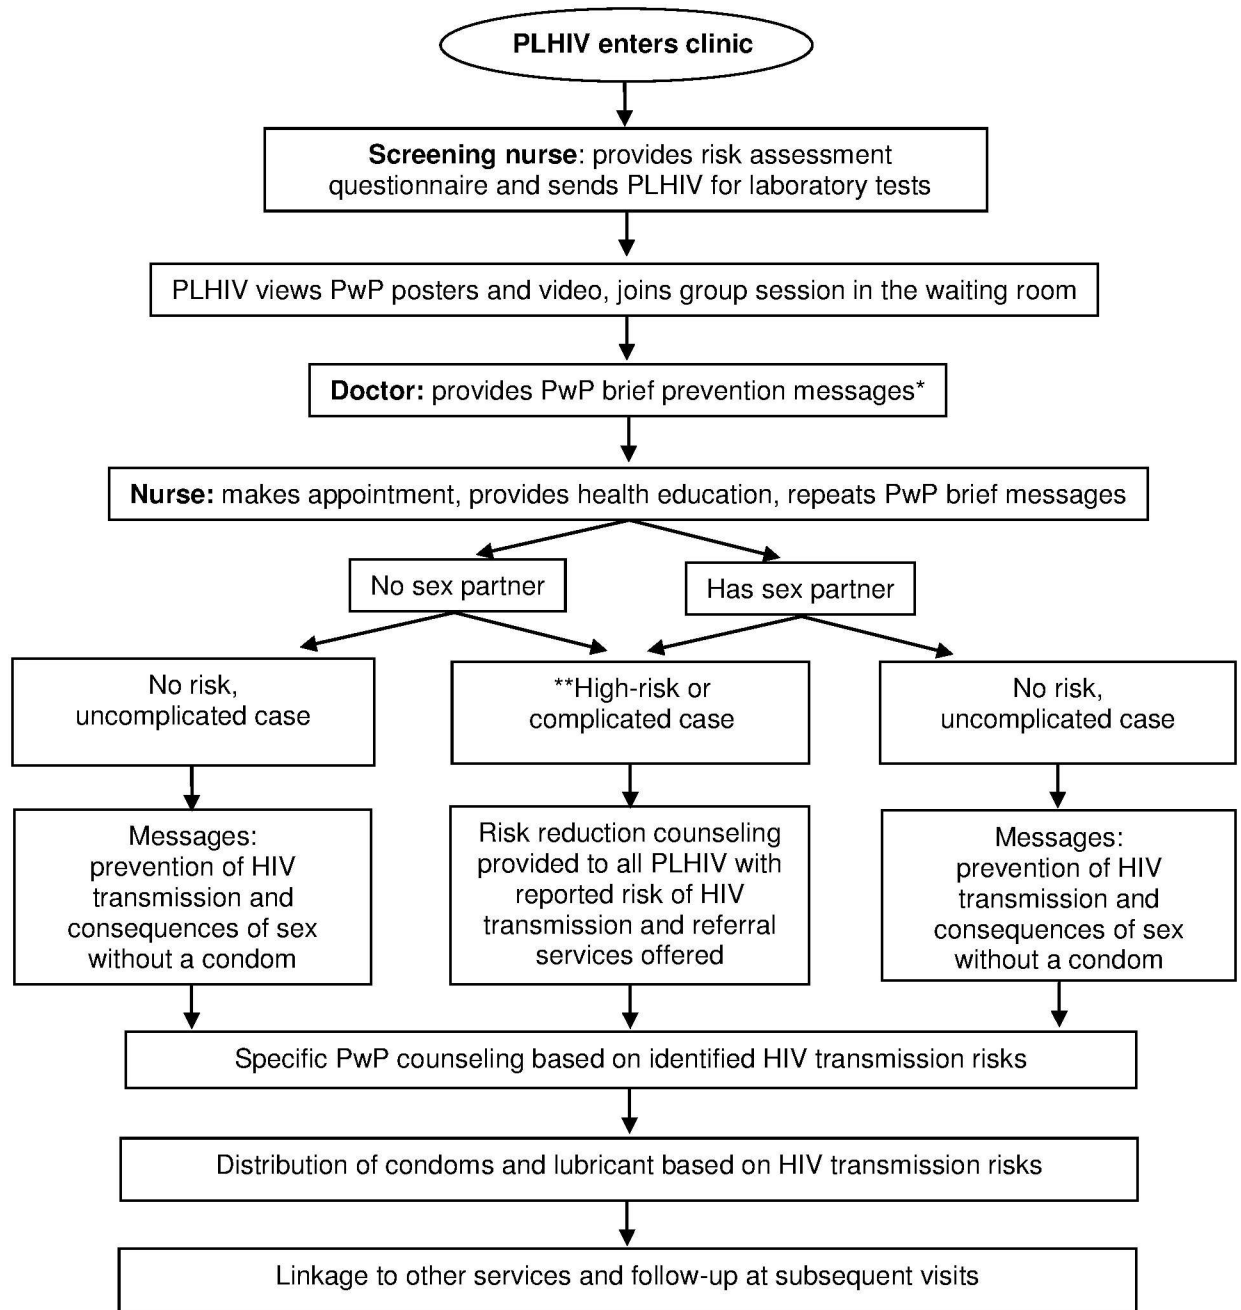 PLHIV enters clinic
Screening nurse: provides risk assessment
questionnaire and sends PLHIV for laboratory tests
PLHIV views PwP posters and video, joins group session in the waiting room
Doctor: provides PwP brief prevention messages*
Nurse: makes appointment, provides health education, repeats PwP brief messages
No sex partner
Has sex partner
No risk,
uncomplicated case
**High-risk or
complicated case
No risk,
uncomplicated case
Messages:
prevention of HIV
transmission and
consequences of sex
without a condom
Risk reduction counseling
provided to all PLHIV with
reported risk of HIV
transmission and referral
services offered
Messages:
prevention of HIV
transmission and
consequences of sex
without a condom
Specific PwP counseling based on identified HIV transmission risks
Distribution of condoms and lubricant based on HIV transmission risks
Linkage to other services and follow-up at subsequent visits